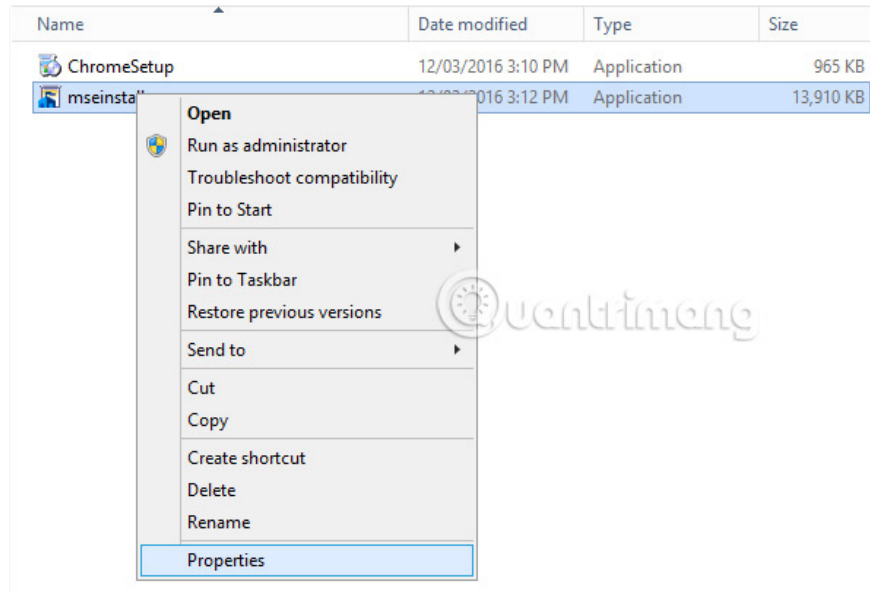 Name Date modified Type Size
ChromeSetup 12/03/2016 3:10 PM Application 965 KB
mseinstall 12/03/2016 3:12 PM Application 13,910 KB
Open
Run as administrator
Troubleshoot compatibility
Pin to Start
Share with
Pin to Taskbar
Restore previous versions
Quantrimang
Send to
Cut
Copy
Create shortcut
Delete
Rename
Properties